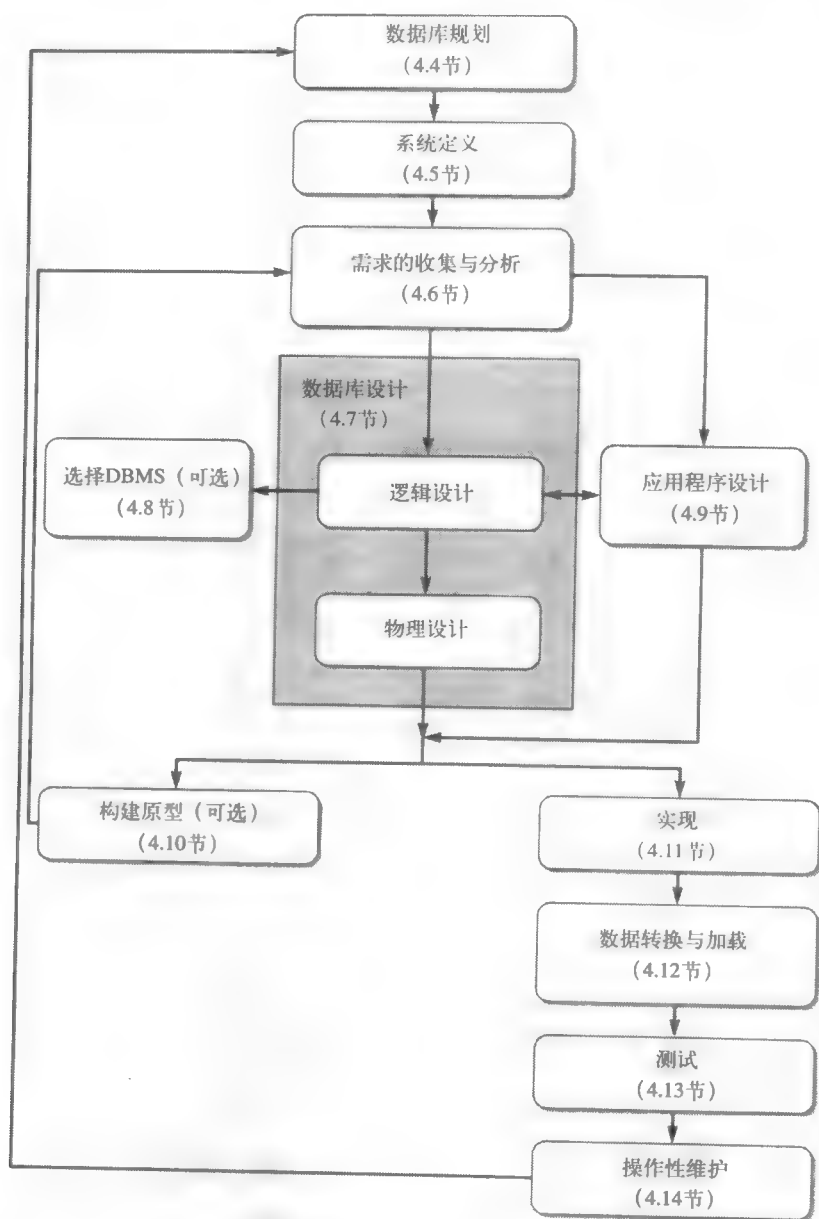 数据库规划
(4.4节)
系统定义
(4.5节)
需求的收集与分析
(4.6节)
数据库设计
(4.7节)
选择DBMS(可选)
(4.8节)
逻辑设计
应用程序设计
(4.9节)
物理设计
构建原型(可选)
(4.10节)
实现
(4.11节)
数据转换与加载
(4.12节)
测试
(4.13节)
操作性维护
(4.14节)